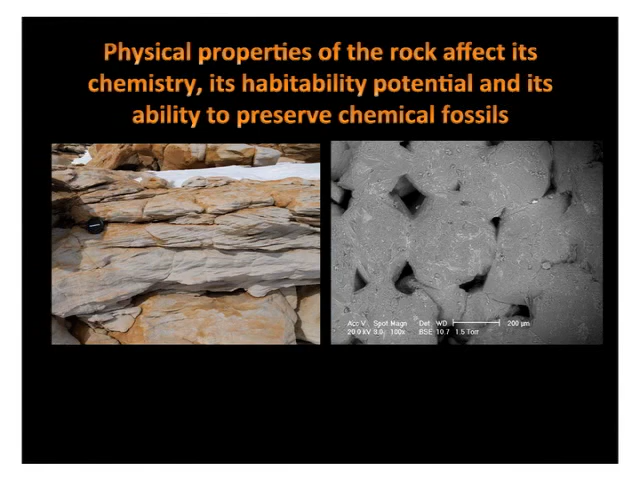 Physical properties of the rock affect its
chemistry, its habitability potential and its
ability to preserve chemical fossils
Acc V Spot Magn Det WD 200 µm
20.0 kV 3.0 100x BSE 10.7 1.5 Torr